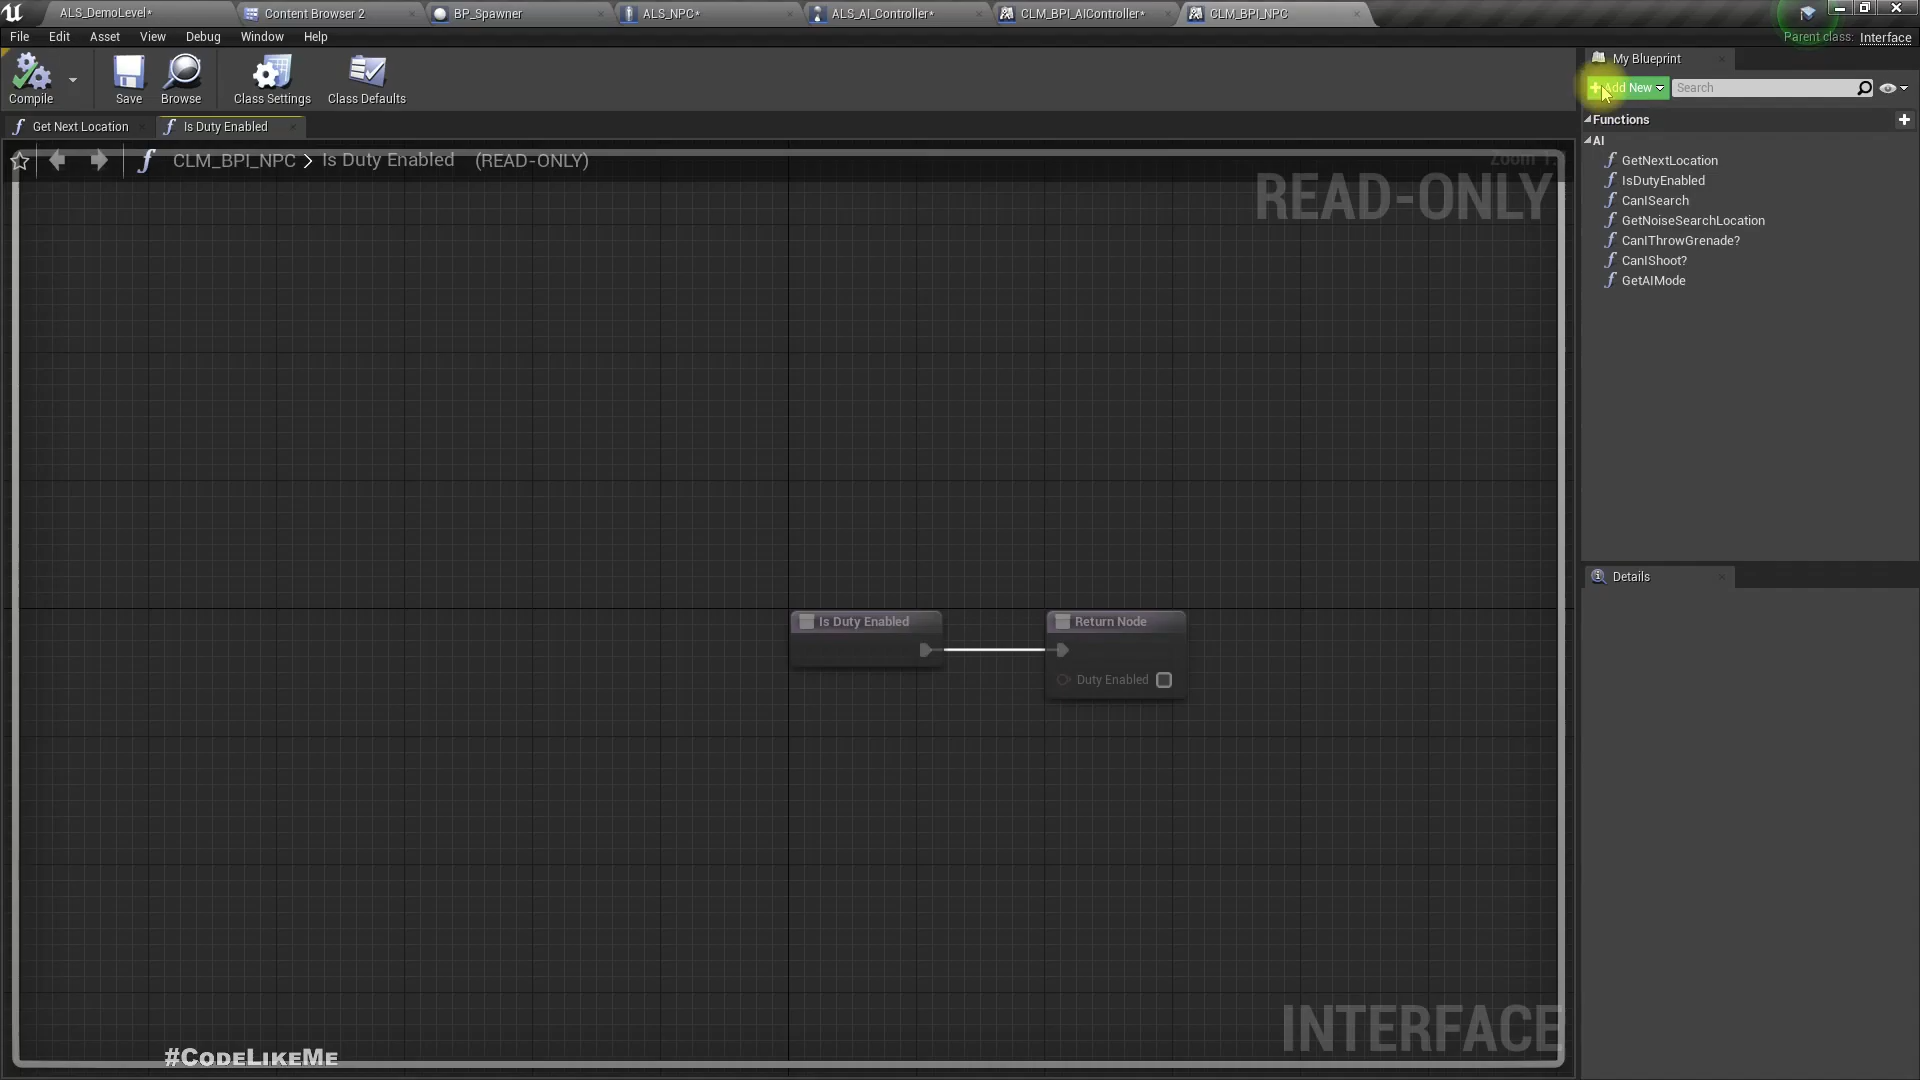 ALS_DemoLevel*
Content Browser 2
BP_Spawner
ALS_NPC*
ALS_AI_Controller*
CLM_BPI_AIController*
CLM_BPI_NPC
File Edit Asset View Debug Window Help
Parent class: Interface
Compile
Save
Browse
Class Settings
Class Defaults
My Blueprint
Add New
Search
Get Next Location
Is Duty Enabled
Functions
CLM_BPI_NPC > Is Duty Enabled (READ-ONLY)
READ-ONLY
AI
GetNextLocation
IsDutyEnabled
CanISearch
GetNoiseSearchLocation
CanIThrowGrenade?
CanIShoot?
GetAIMode
Details
Is Duty Enabled
Return Node
Duty Enabled
INTERFACE
#CodeLikeMe